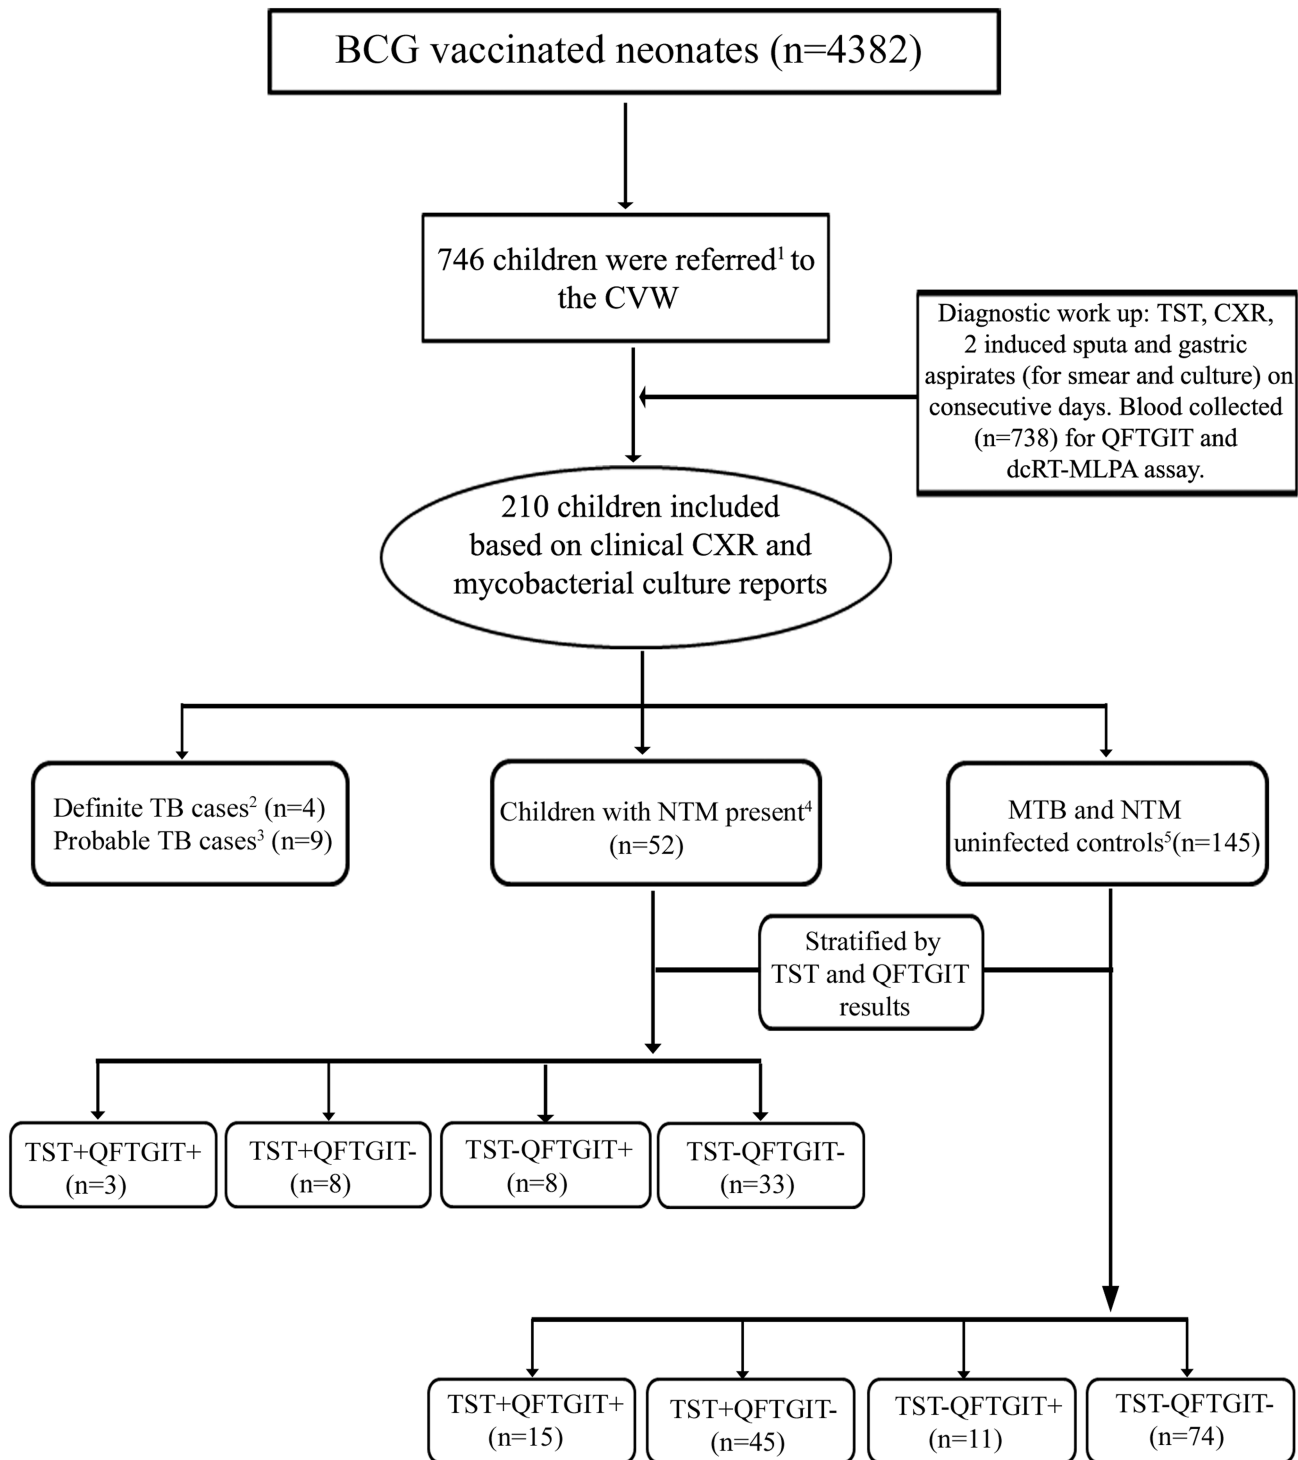 BCG vaccinated neonates (n=4382)
746 children were referred¹ to
the CVW
Diagnostic work up: TST, CXR,
2 induced sputa and gastric
aspirates (for smear and culture) on
consecutive days. Blood collected
(n=738) for QFTGIT and
dcRT-MLPA assay.
210 children included
based on clinical CXR and
mycobacterial culture reports
Definite TB cases² (n=4)
Probable TB cases³ (n=9)
Children with NTM present⁴
(n=52)
MTB and NTM
uninfected controls⁵(n=145)
Stratified by
TST and QFTGIT
results
TST+QFTGIT+
(n=3)
TST+QFTGIT-
(n=8)
TST-QFTGIT+
(n=8)
TST-QFTGIT-
(n=33)
TST+QFTGIT+
(n=15)
TST+QFTGIT-
(n=45)
TST-QFTGIT+
(n=11)
TST-QFTGIT-
(n=74)